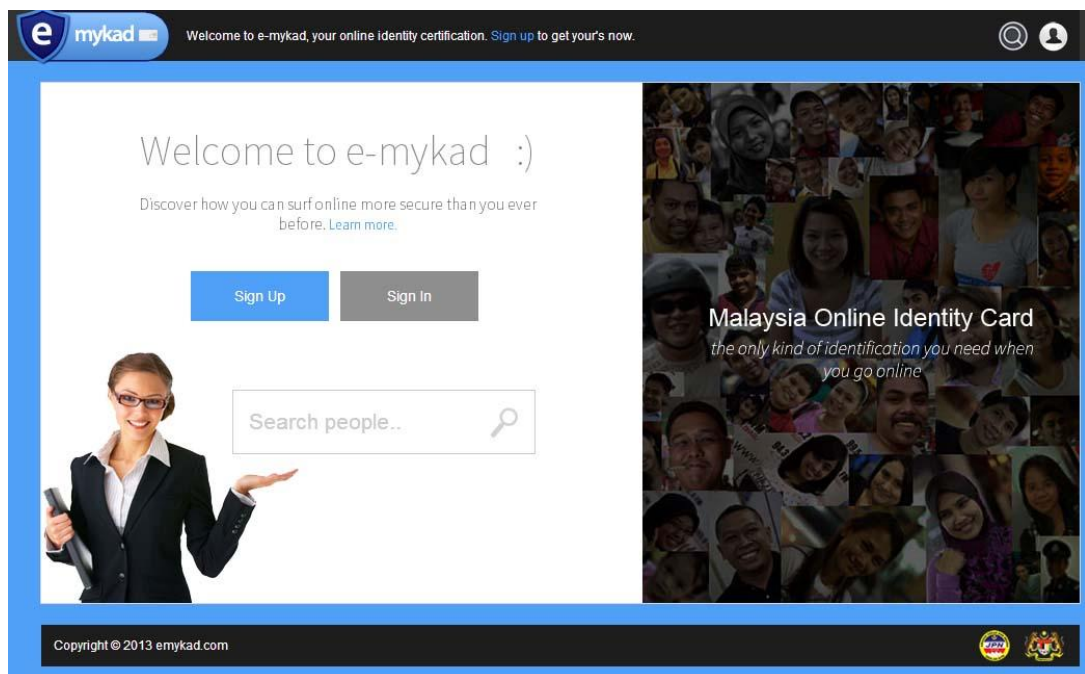 e mykad
Welcome to e-mykad, your online identity certification. Sign up to get your's now.
Welcome to e-mykad :)
Discover how you can surf online more secure than you ever
before. Learn more.
Sign Up
Sign In
Search people..
Malaysia Online Identity Card
the only kind of identification you need when
you go online
Copyright © 2013 emykad.com
JPN